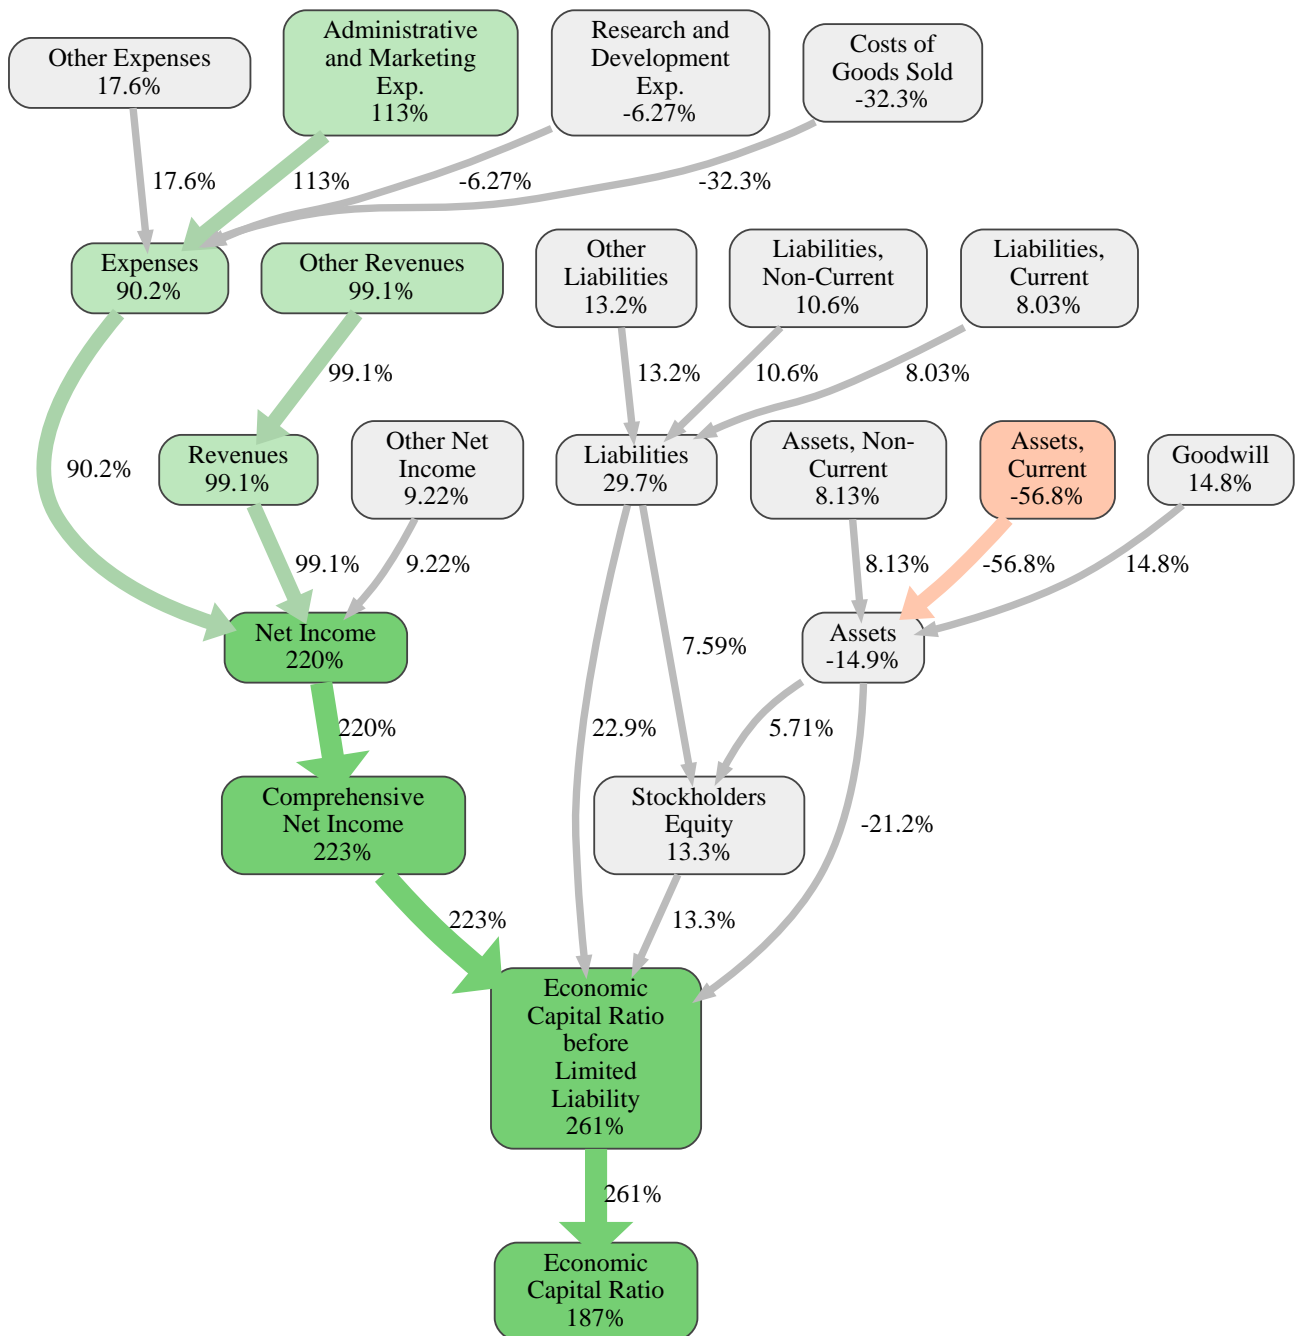 Other Expenses
17.6%
Administrative
and Marketing
Exp.
113%
Research and
Development
Exp.
-6.27%
Costs of
Goods Sold
-32.3%
17.6%
113%
-6.27%
-32.3%
Expenses
90.2%
Other Revenues
99.1%
Other
Liabilities
13.2%
Liabilities,
Non-Current
10.6%
Liabilities,
Current
8.03%
99.1%
13.2%
10.6%
8.03%
90.2%
Revenues
99.1%
Other Net
Income
9.22%
Liabilities
29.7%
Assets, Non-
Current
8.13%
Assets,
Current
-56.8%
Goodwill
14.8%
99.1%
9.22%
8.13%
-56.8%
14.8%
Net Income
220%
7.59%
Assets
-14.9%
220%
22.9%
5.71%
Comprehensive
Net Income
223%
Stockholders
Equity
13.3%
-21.2%
223%
13.3%
Economic
Capital Ratio
before
Limited
Liability
261%
261%
Economic
Capital Ratio
187%